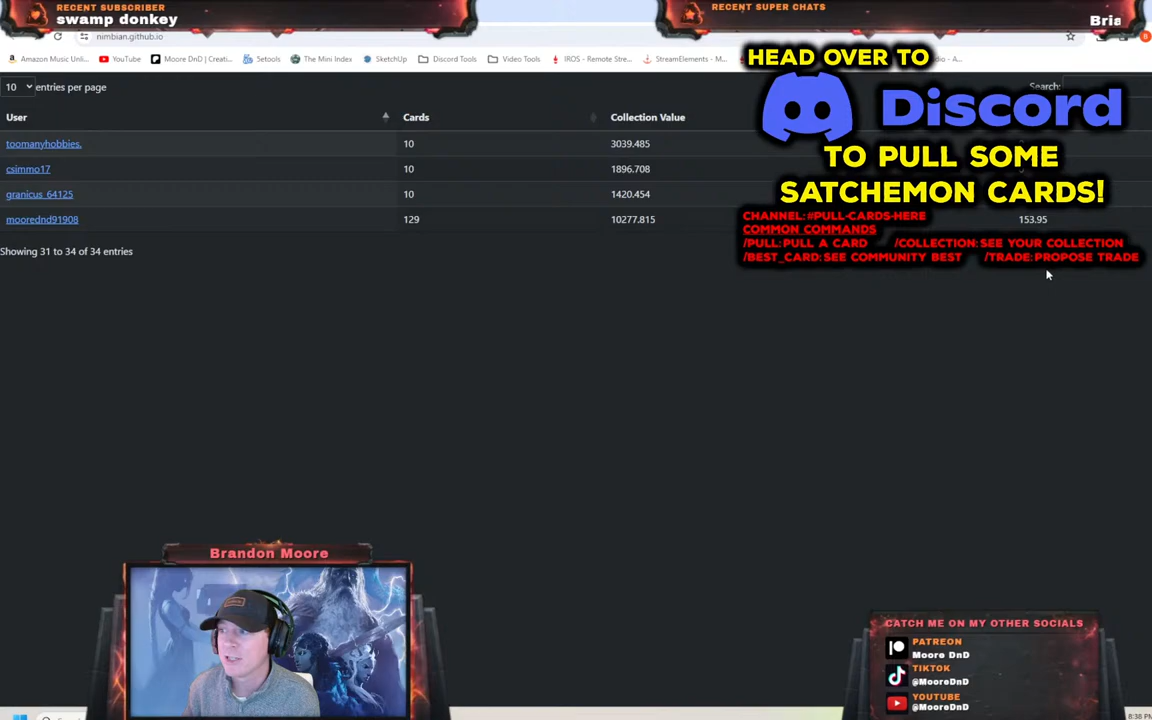 RECENT SUBSCRIBER
swamp donkey
RECENT SUPER CHATS
Bria
nimbian.github.io
8
Amazon Music Unli...
YouTube
Moore DnD | Creati...
Setools
The Mini Index
SketchUp
Discord Tools
Video Tools
IROS - Remote Stre...
StreamElements - M...
HEAD OVER TO
Discord
TO PULL SOME
SATCHEMON CARDS!
CHANNEL: #PULL-CARDS-HERE
COMMON COMMANDS
/PULL: PULL A CARD /COLLECTION: SEE YOUR COLLECTION
/BEST_CARD: SEE COMMUNITY BEST /TRADE: PROPOSE TRADE
10 entries per page
Search:
User Cards Collection Value
toomanyhobbies. 10 3039.485
csimmo17 10 1896.708
granicus_64125 10 1420.454
moorednd91908 129 10277.815 153.95
Showing 31 to 34 of 34 entries
Brandon Moore
CATCH ME ON MY OTHER SOCIALS
PATREON
Moore DnD
TIKTOK
@MooreDnD
YOUTUBE
@MooreDnD
8:38 PM